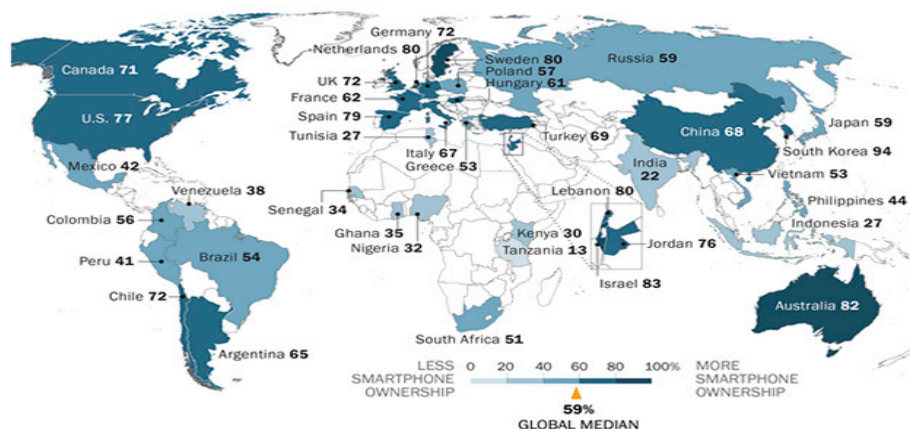 Germany 72
Netherlands 80
Sweden 80
Poland 57
Hungary 61
Russia 59
Canada 71
UK 72
France 62
U.S. 77
Spain 79
Tunisia 27
Italy 67
Greece 53
Turkey 69
China 68
Japan 59
South Korea 94
Mexico 42
India
22
Vietnam 53
Venezuela 38
Senegal 34
Lebanon 80
Philippines 44
Colombia 56
Ghana 35
Nigeria 32
Kenya 30
Tanzania 13
Jordan 76
Indonesia 27
Peru 41
Brazil 54
Israel 83
Chile 72
Australia 82
South Africa 51
Argentina 65
LESS
SMARTPHONE
OWNERSHIP
0 20 40 60 80 100%
MORE
SMARTPHONE
OWNERSHIP
59%
GLOBAL MEDIAN